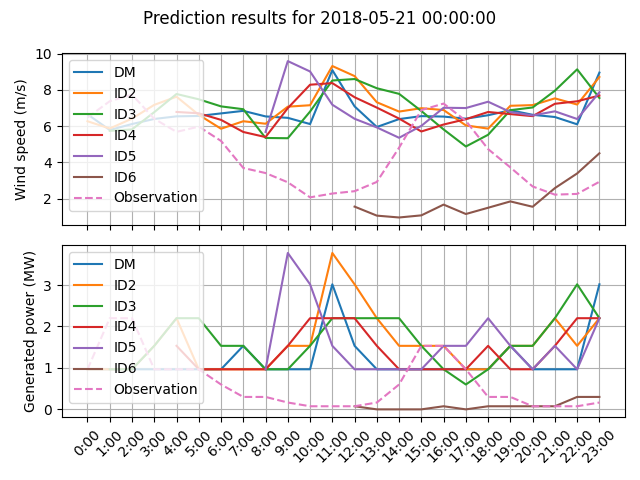 Prediction results for 2018-05-21 00:00:00
Wind speed (m/s)
10
8
6
4
2
DM
ID2
ID3
ID4
ID5
ID6
Observation
Generated power (MW)
3
2
1
0
DM
ID2
ID3
ID4
ID5
ID6
Observation
0:00 1:00 2:00 3:00 4:00 5:00 6:00 7:00 8:00 9:00 10:00 11:00 12:00 13:00 14:00 15:00 16:00 17:00 18:00 19:00 20:00 21:00 22:00 23:00